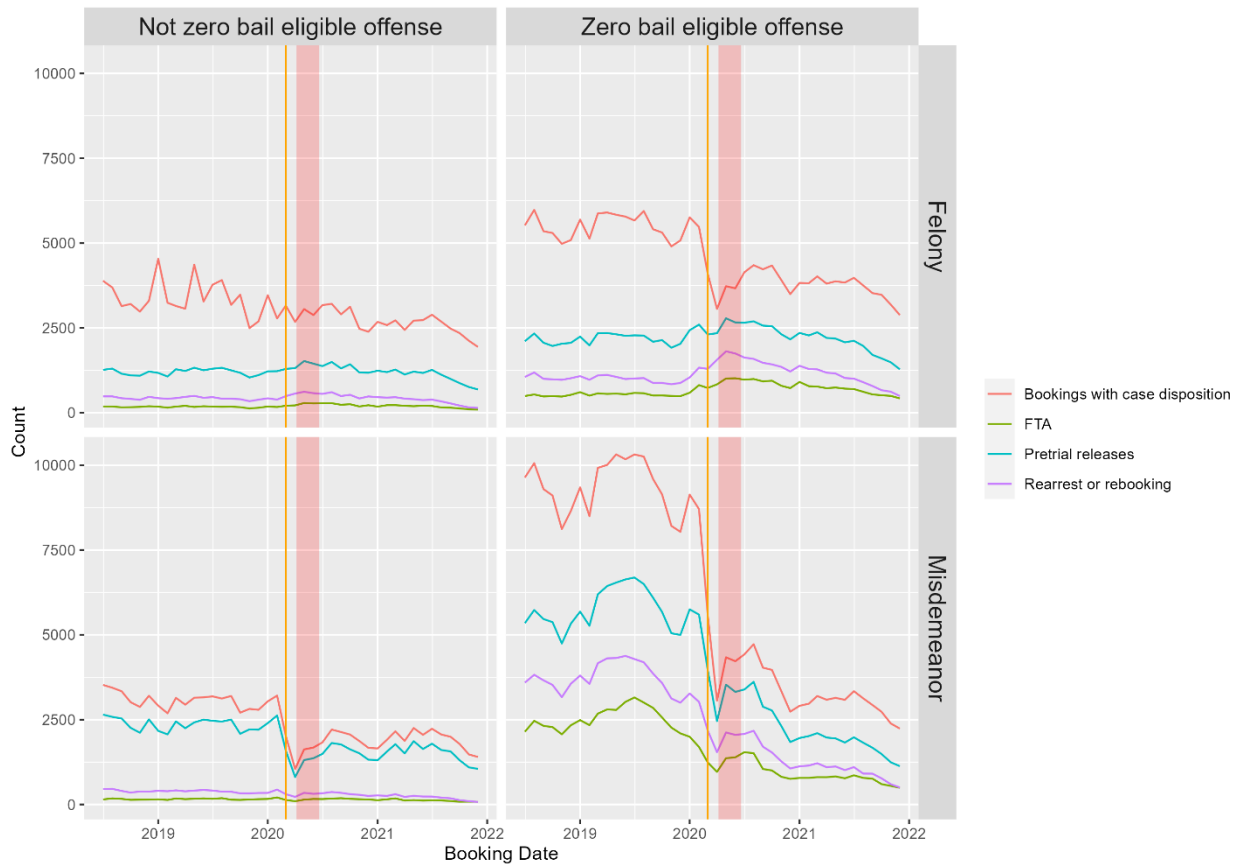 Not zero bail eligible offense
Zero bail eligible offense
10000
7500
5000
2500
0
Felony
10000
7500
5000
2500
0
Misdemeanor
Count
2019
2020
2021
2022
2019
2020
2021
2022
Booking Date
Bookings with case disposition
FTA
Pretrial releases
Rearrest or rebooking